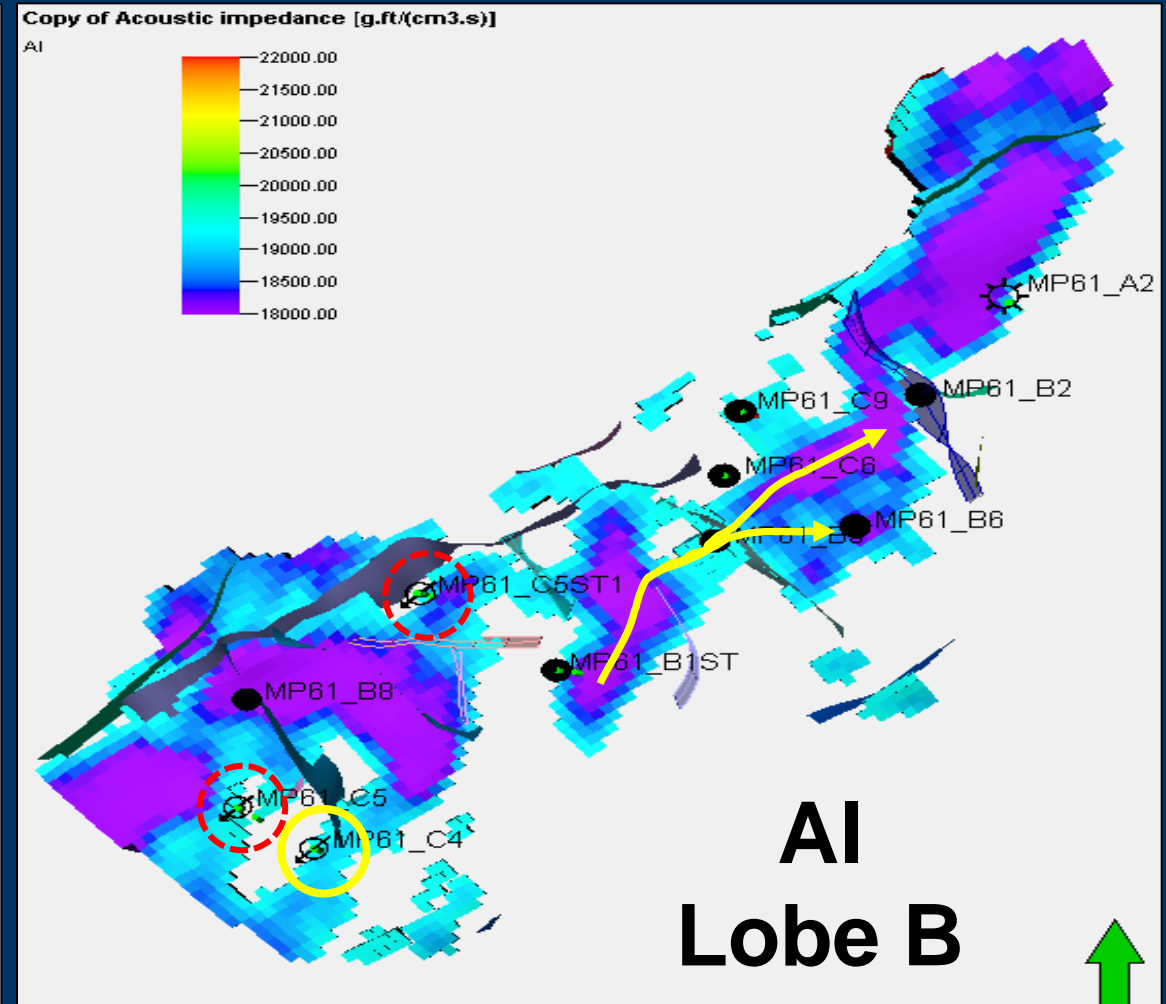 Copy of Acoustic impedance [g.ft/(cm3.s)]
AI
22000.00
21500.00
21000.00
20500.00
20000.00
19500.00
19000.00
18500.00
18000.00
MP61_A2
MP61_B2
MP61_C9
MP61_C6
MP61_B6
MP61_C5ST1
MP61_B1ST
MP61_B8
MP61_C5
MP61_C4
AI
Lobe B